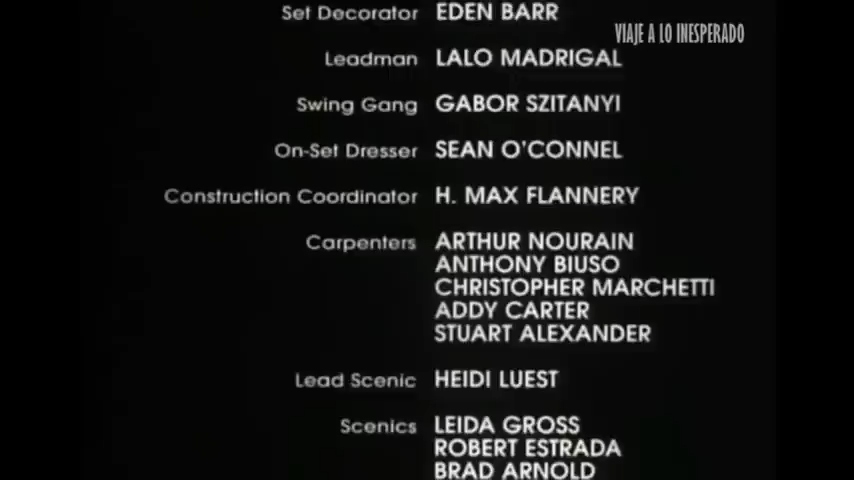 Set Decorator EDEN BARR
VIAJE A LO INESPERADO
Leadman LALO MADRIGAL
Swing Gang GABOR SZITANYI
On-Set Dresser SEAN O'CONNEL
Construction Coordinator H. MAX FLANNERY
Carpenters ARTHUR NOURAIN
ANTHONY BIUSO
CHRISTOPHER MARCHETTI
ADDY CARTER
STUART ALEXANDER
Lead Scenic HEIDI LUEST
Scenics LEIDA GROSS
ROBERT ESTRADA
BRAD ARNOLD